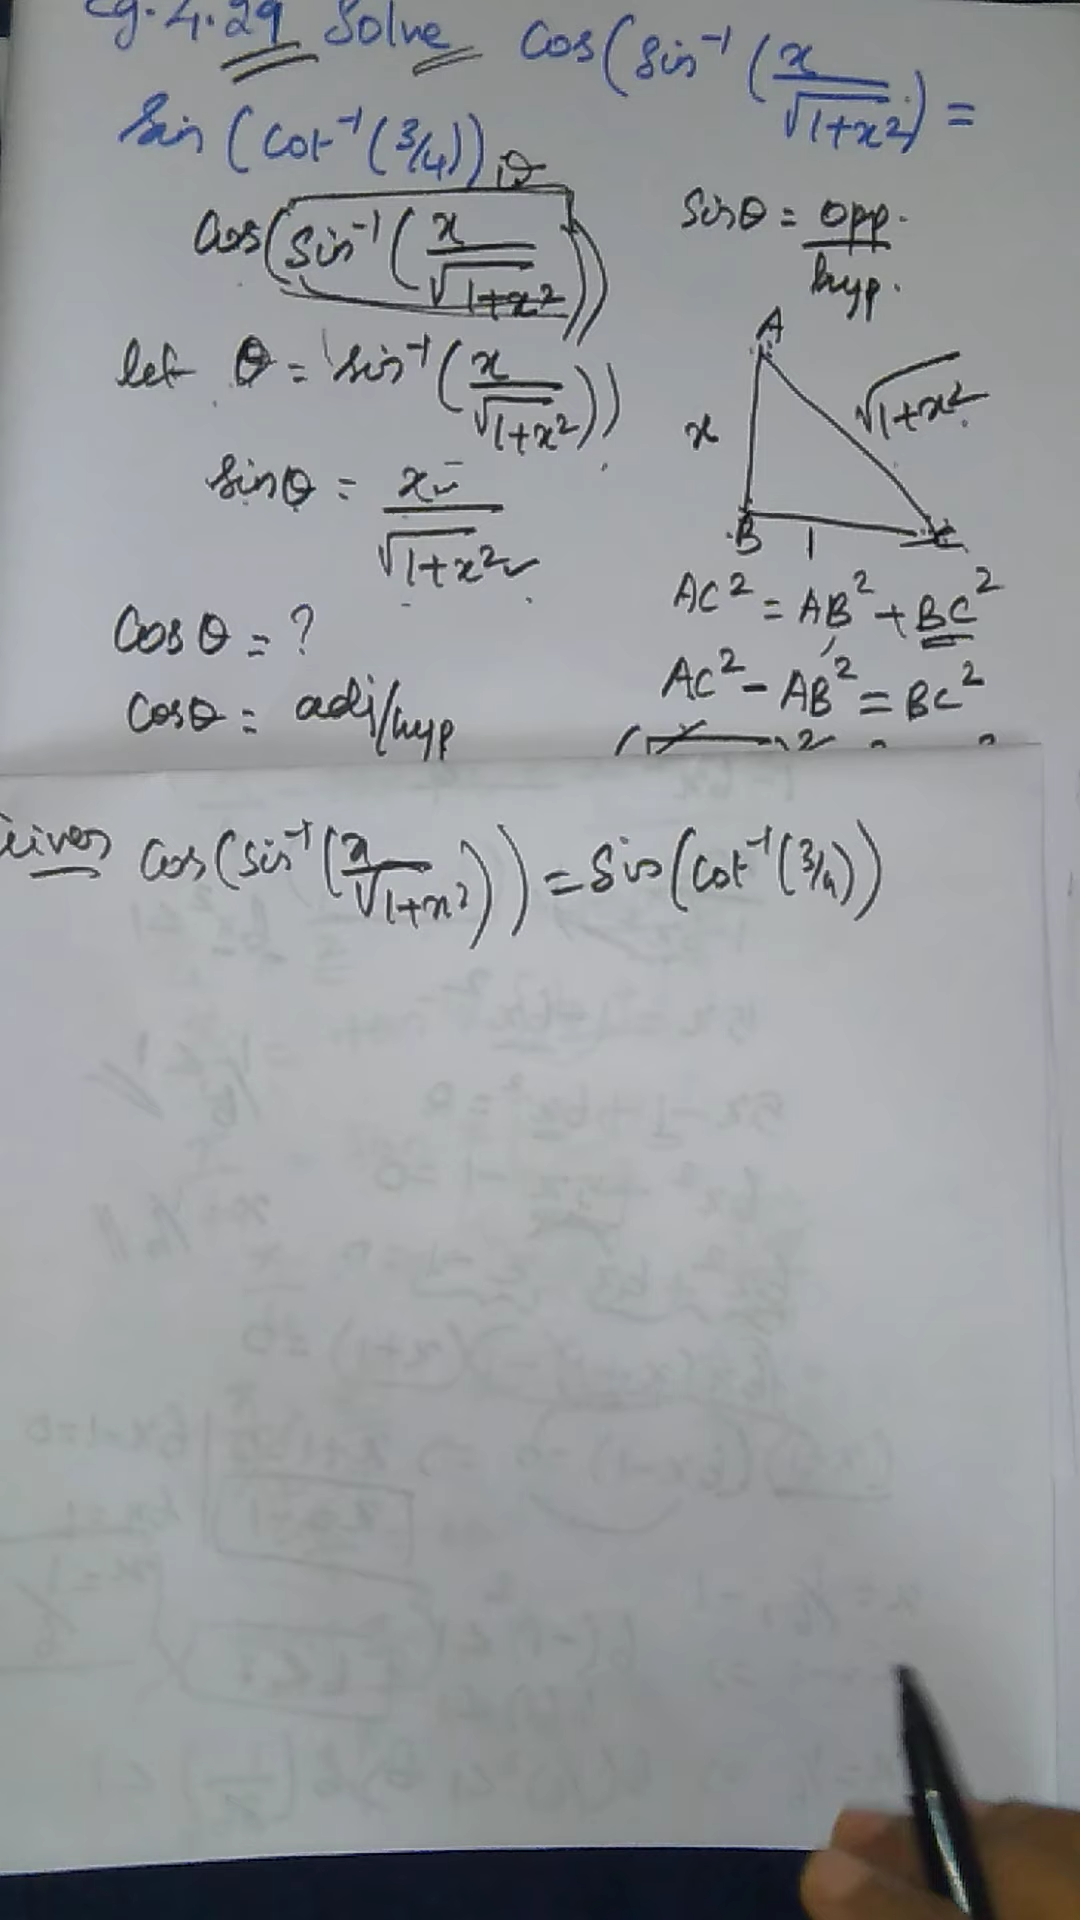 Eg. 4.29 Solve cos(sin⁻¹(x/√1+x²) =
Sin (cot⁻¹(3/4))
θ
cos(sin⁻¹(x/√1+x²))
sinθ = opp./hyp.
let θ = sin⁻¹(x/√1+x²))
sinθ = x/√1+x²
A
x
√1+x²
B 1 C
cosθ = ?
cosθ = adj/hyp
AC² = AB² + BC²
AC² - AB² = BC²
Given cos(sin⁻¹(x/√1+x²)) = Sin(cot⁻¹(3/4))